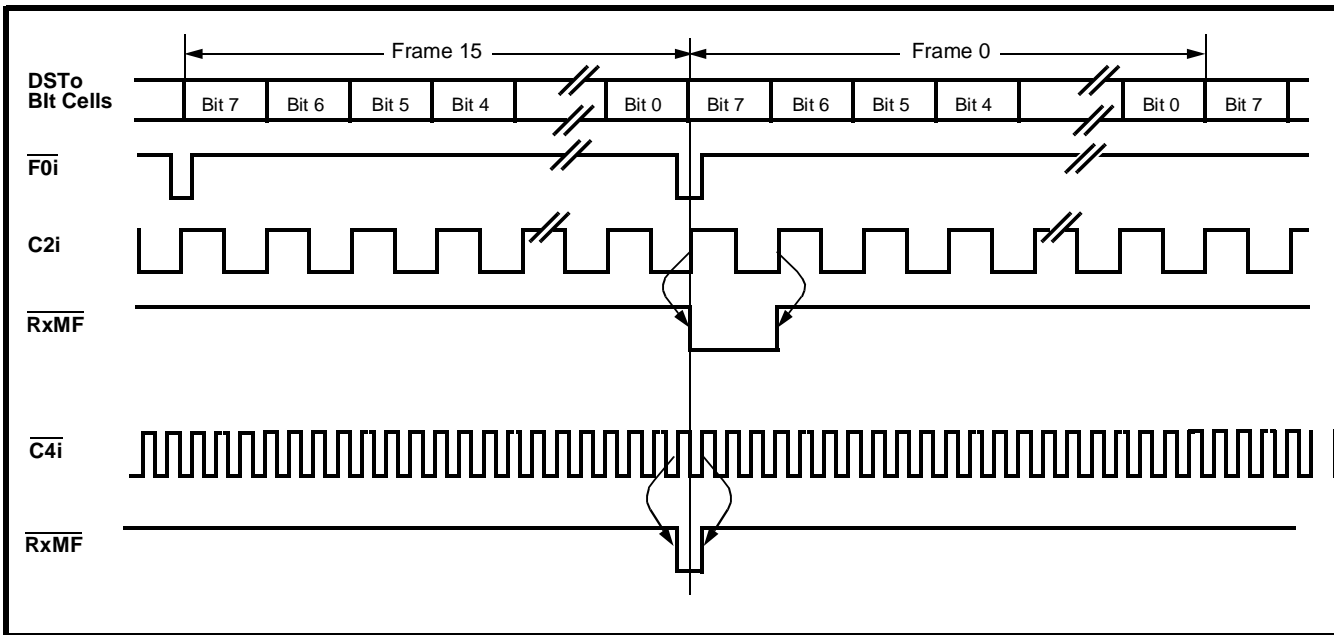 Frame 15 Frame 0
DSTo
BIt Cells
Bit 7 Bit 6 Bit 5 Bit 4 Bit 0 Bit 7 Bit 6 Bit 5 Bit 4 Bit 0 Bit 7
F0i
C2i
RxMF
C4i
RxMF